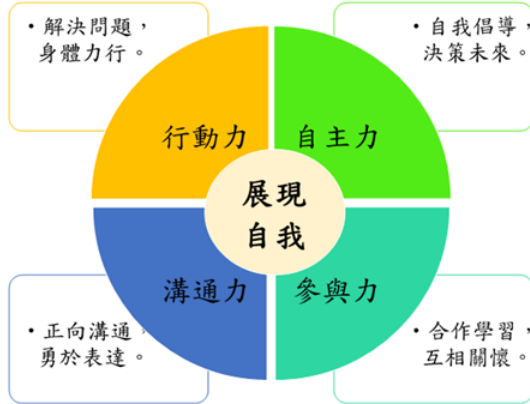 • 解決問題，
身體力行。
• 自我倡導，
決策未來。
行動力
自主力
展現
自我
溝通力
參與力
• 正向溝通，
勇於表達。
• 合作學習，
互相關懷。